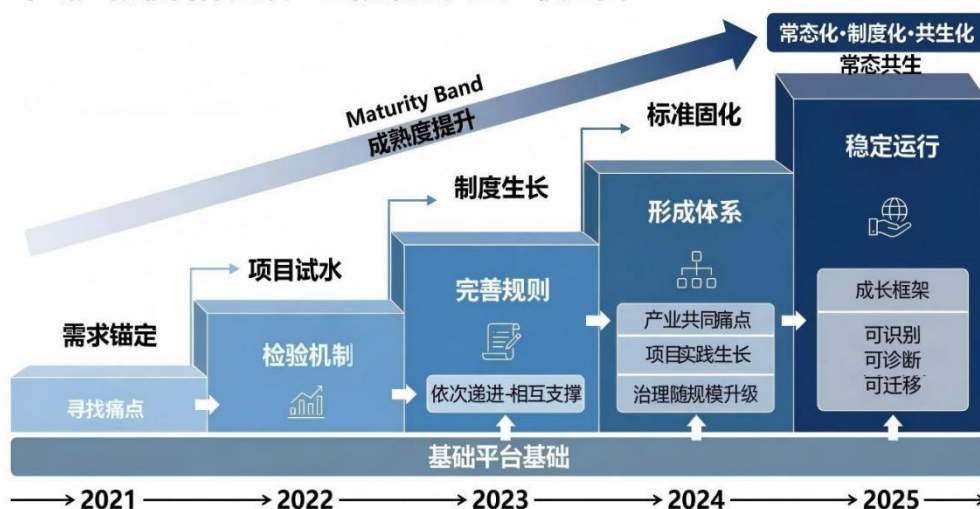 常态化·制度化·共生化
常态共生
Maturity Band
成熟度提升
标准固化
稳定运行
制度生长
形成体系
项目试水
完善规则
成长框架
需求锚定
检验机制
产业共同痛点
可识别
项目实践生长
可诊断
寻找痛点
依次递进-相互支撑
治理随规模升级
可迁移
基础平台基础
2021
2022
2023
2024
2025